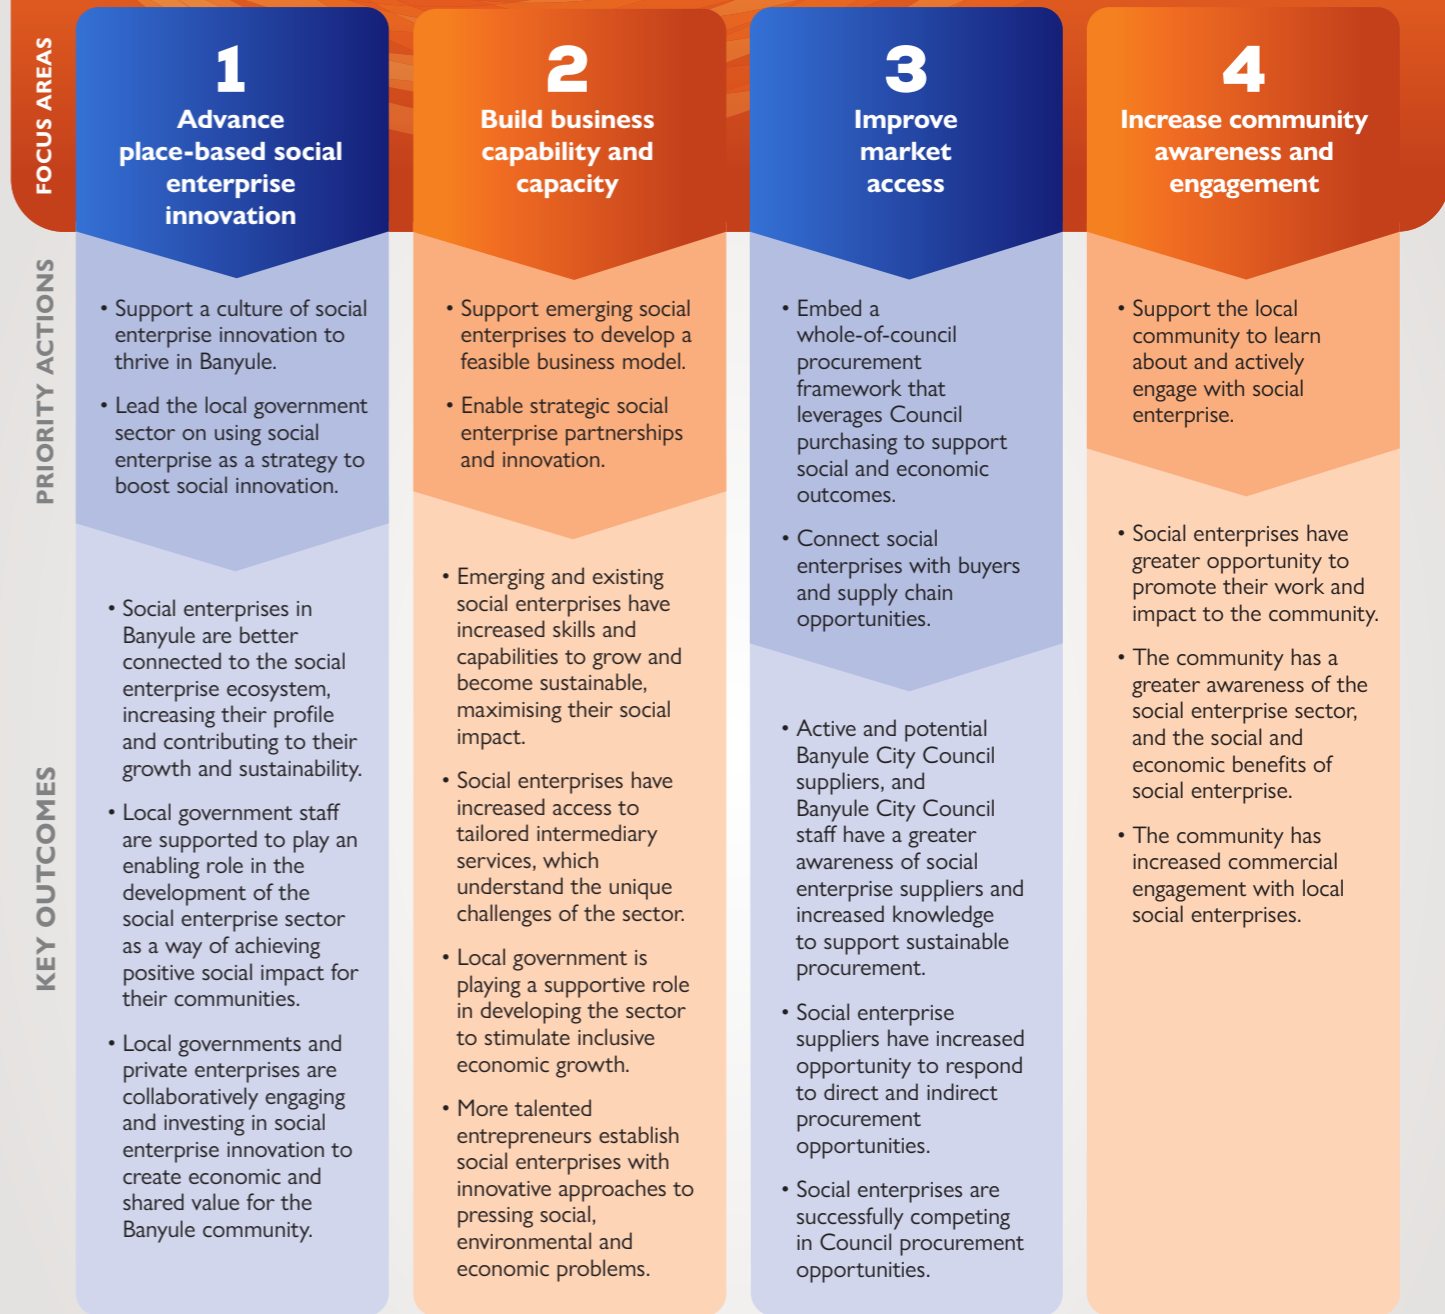 FOCUS AREAS
1
Advance
place-based social
enterprise
innovation
2
Build business
capability and
capacity
3
Improve
market
access
4
Increase community
awareness and
engagement
PRIORITY ACTIONS
• Support a culture of social
enterprise innovation to
thrive in Banyule.
• Lead the local government
sector on using social
enterprise as a strategy to
boost social innovation.
• Support emerging social
enterprises to develop a
feasible business model.
• Enable strategic social
enterprise partnerships
and innovation.
• Embed a
whole-of-council
procurement
framework that
leverages Council
purchasing to support
social and economic
outcomes.
• Connect social
enterprises with buyers
and supply chain
opportunities.
• Support the local
community to learn
about and actively
engage with social
enterprise.
KEY OUTCOMES
• Social enterprises in
Banyule are better
connected to the social
enterprise ecosystem,
increasing their profile
and contributing to their
growth and sustainability.
• Local government staff
are supported to play an
enabling role in the
development of the
social enterprise sector
as a way of achieving
positive social impact for
their communities.
• Local governments and
private enterprises are
collaboratively engaging
and investing in social
enterprise innovation to
create economic and
shared value for the
Banyule community.
• Emerging and existing
social enterprises have
increased skills and
capabilities to grow and
become sustainable,
maximising their social
impact.
• Social enterprises have
increased access to
tailored intermediary
services, which
understand the unique
challenges of the sector.
• Local government is
playing a supportive role
in developing the sector
to stimulate inclusive
economic growth.
• More talented
entrepreneurs establish
social enterprises with
innovative approaches to
pressing social,
environmental and
economic problems.
• Active and potential
Banyule City Council
suppliers, and
Banyule City Council
staff have a greater
awareness of social
enterprise suppliers and
increased knowledge
to support sustainable
procurement.
• Social enterprise
suppliers have increased
opportunity to respond
to direct and indirect
procurement
opportunities.
• Social enterprises are
successfully competing
in Council procurement
opportunities.
• Social enterprises have
greater opportunity to
promote their work and
impact to the community.
• The community has a
greater awareness of the
social enterprise sector,
and the social and
economic benefits of
social enterprise.
• The community has
increased commercial
engagement with local
social enterprises.